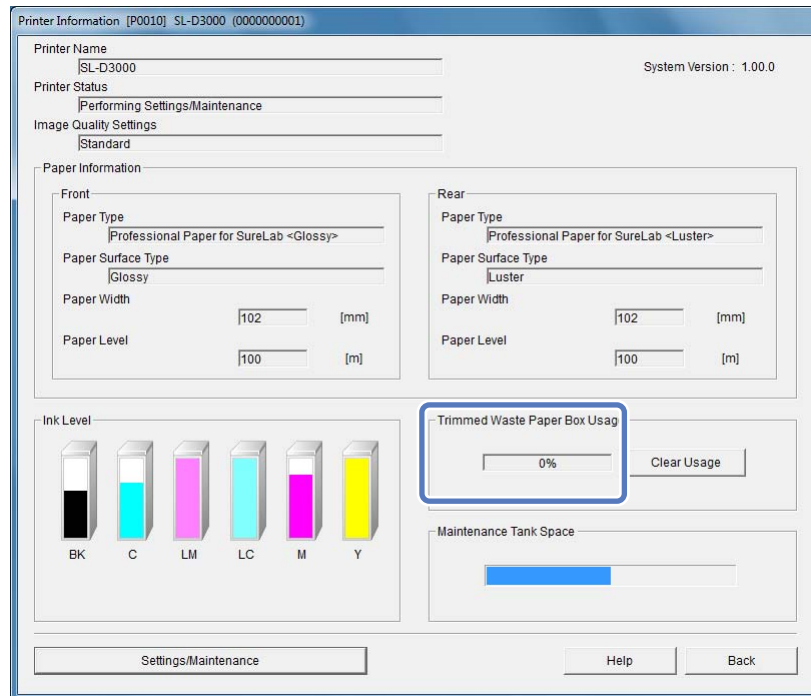 Printer Information [P0010] SL-D3000 (0000000001)
Printer Name
SL-D3000
System Version : 1.00.0
Printer Status
Performing Settings/Maintenance
Image Quality Settings
Standard
Paper Information
Front
Paper Type
Professional Paper for SureLab <Glossy>
Paper Surface Type
Glossy
Paper Width
102 [mm]
Paper Level
100 [m]
Rear
Paper Type
Professional Paper for SureLab <Luster>
Paper Surface Type
Luster
Paper Width
102 [mm]
Paper Level
100 [m]
Ink Level
BK C LM LC M Y
Trimmed Waste Paper Box Usag
0% Clear Usage
Maintenance Tank Space
Settings/Maintenance Help Back